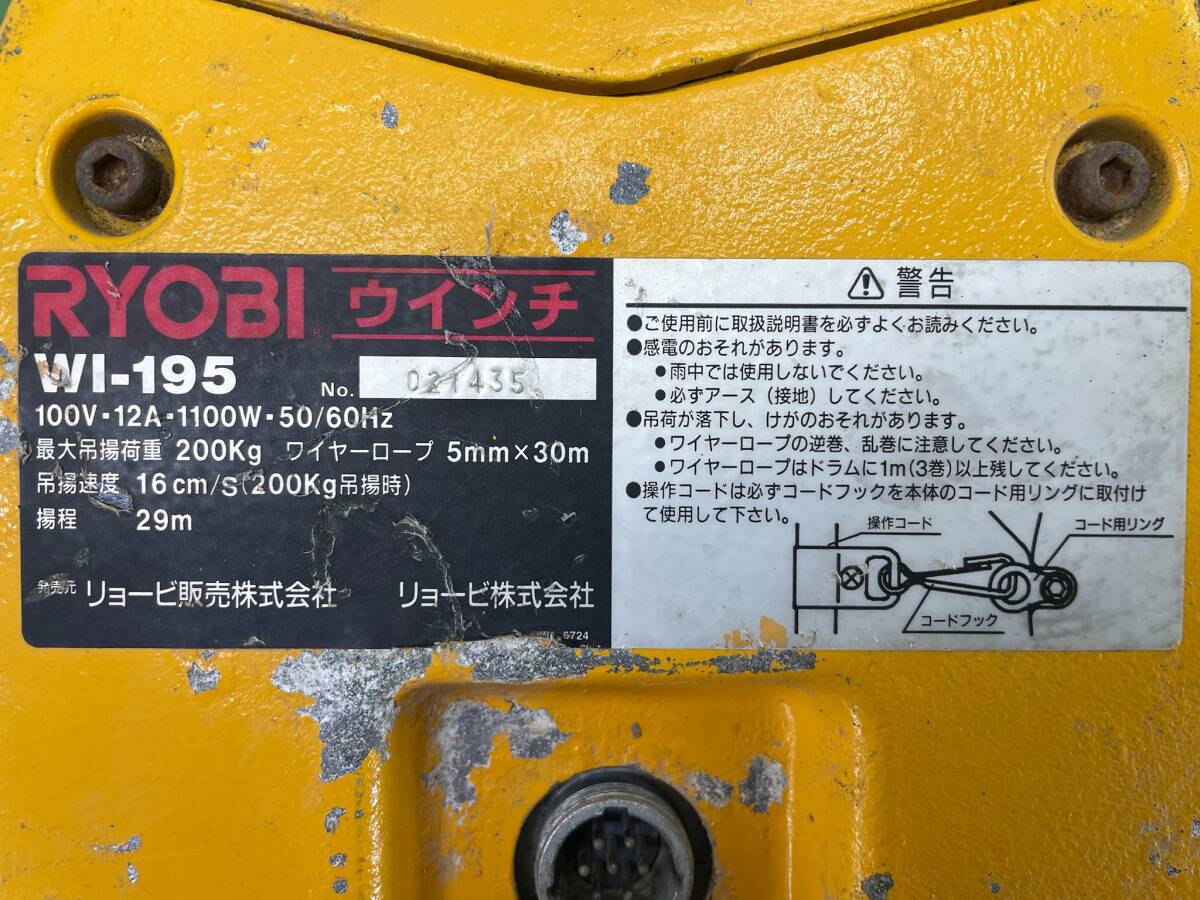 RYOBI ウインチ
WI-195 No. 021435
100V・12A・1100W・50/60Hz
最大吊揚荷重 200Kg ワイヤーロープ 5mm×30m
吊揚速度 16cm/s(200Kg吊揚時)
揚程 29m
発売元 リョービ販売株式会社 リョービ株式会社
6724
警告
●ご使用前に取扱説明書を必ずよくお読みください。
●感電のおそれがあります。
●雨中では使用しないでください。
●必ずアース（接地）してください。
●吊荷が落下し、けがのおそれがあります。
●ワイヤーロープの逆巻、乱巻に注意してください。
●ワイヤーロープはドラムに1m(3巻)以上残してください。
●操作コードは必ずコードフックを本体のコード用リングに取付け
て使用して下さい。
操作コード
コード用リング
コードフック